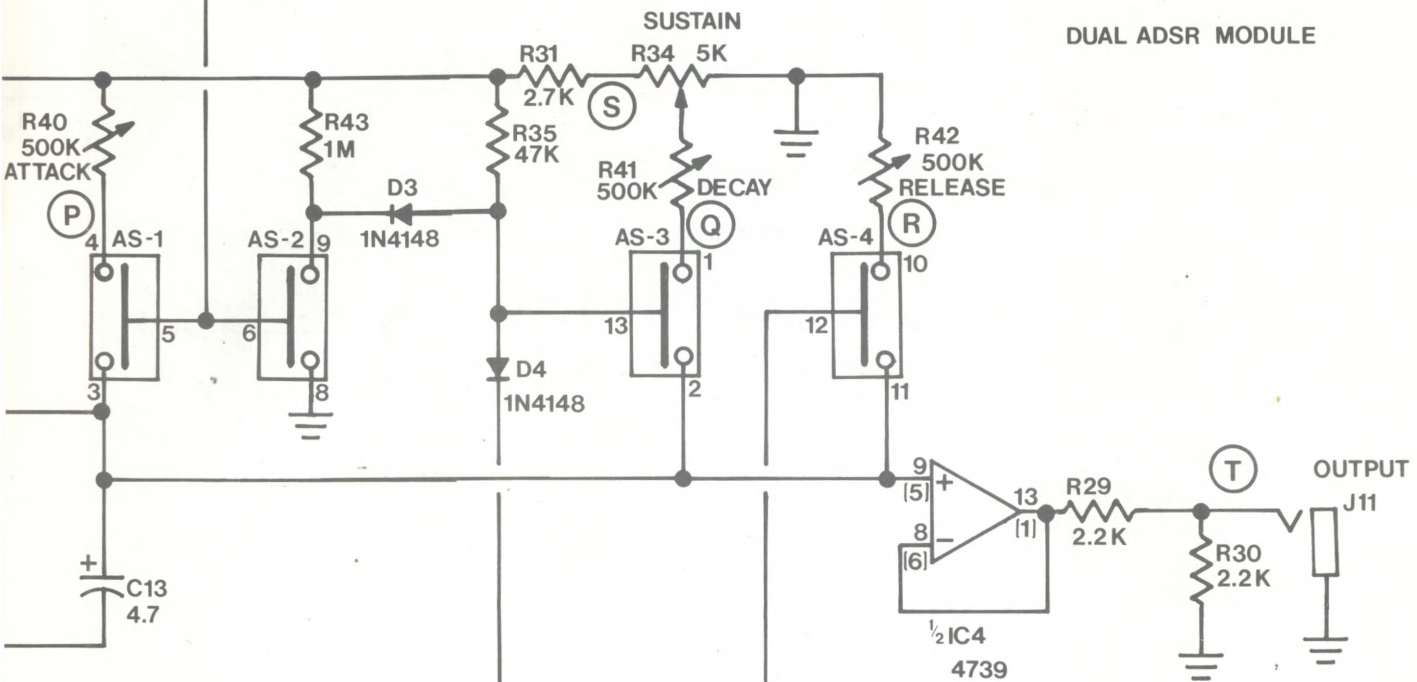 SUSTAIN
DUAL ADSR MODULE
R31
2.7K
S
R34 5K
R40
500K
ATTACK
P
R43
1M
R35
47K
D3
1N4148
R41
500K
DECAY
Q
R42
500K
RELEASE
R
4 AS-1
5
3
AS-2 9
6
8
AS-3
1
13
2
AS-4
10
12
11
D4
1N4148
+
C13
4.7
9
(5)
+
8
(6)
−
13
(1)
½ IC4
4739
R29
2.2K
T
R30
2.2K
OUTPUT
J11